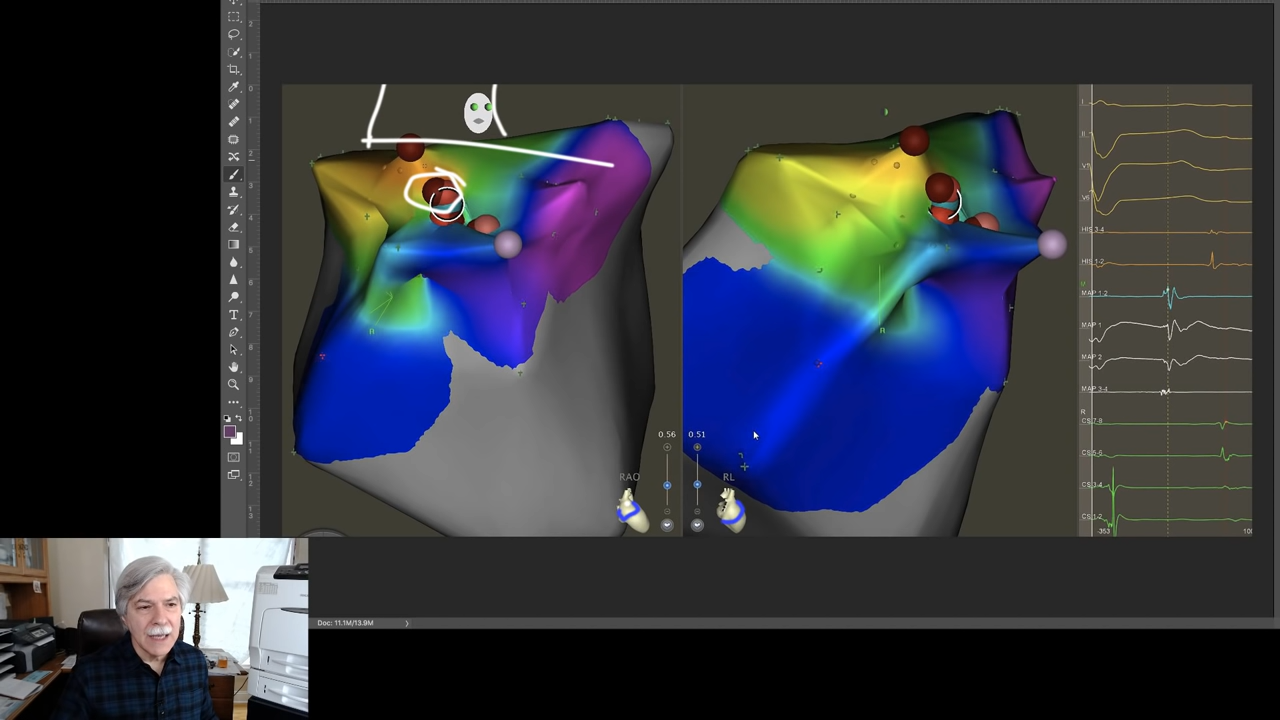 0.56
RAO
0.51
RL
R
R
I
II
V1
V6
HIS 3-4
HIS 1-2
M
MAP 1-2
MAP 1
MAP 2
MAP 3-4
R
CS 7-8
CS 5-6
CS 3-4
CS 1-2
-353
Doc: 11.1M/13.9M